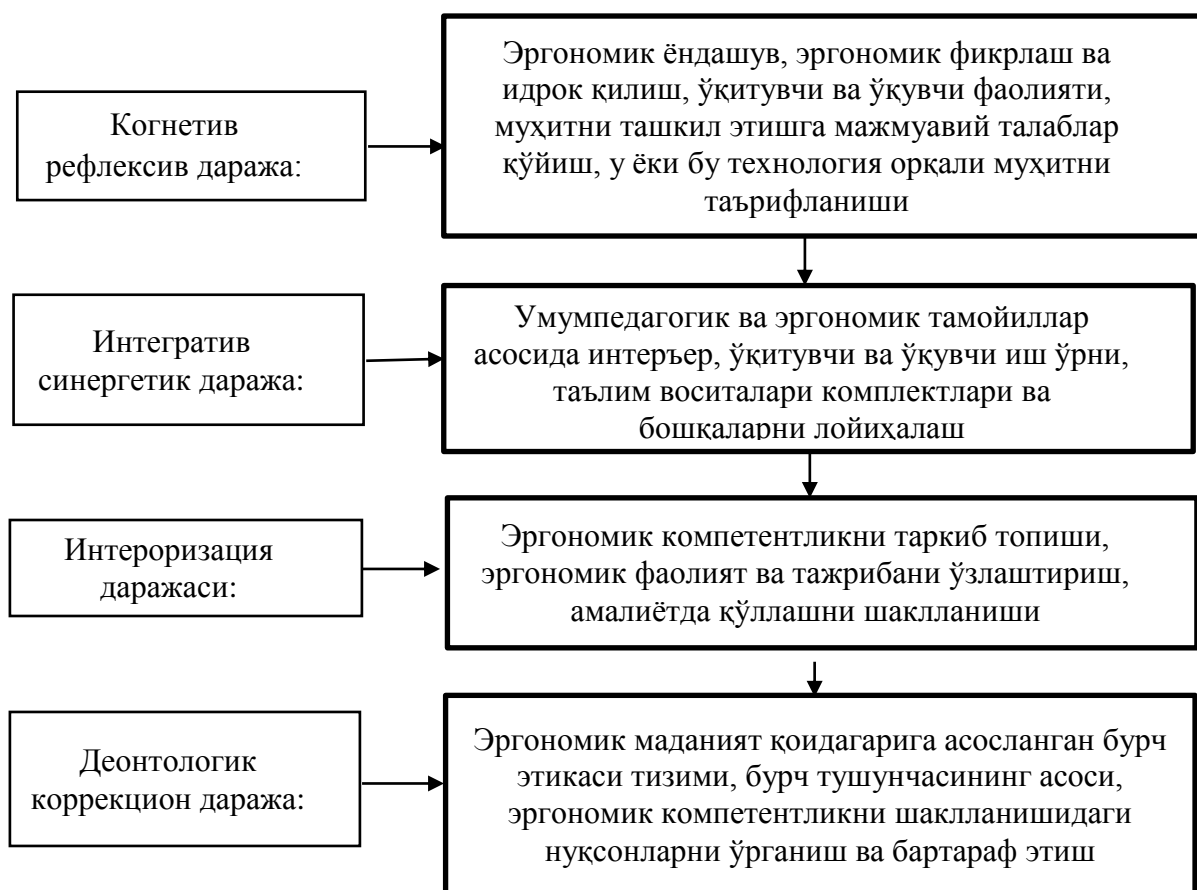 Когнетив
рефлексив даража:
Эргономик ёндашув, эргономик фикрлаш ва
идрок қилиш, ўқитувчи ва ўқувчи фаолияти,
муҳитни ташкил этишга мажмуавий талаблар
қўйиш, у ёки бу технология орқали муҳитни
таърифланиши
Интегратив
синергетик даража:
Умумпедагогик ва эргономик тамойиллар
асосида интеръер, ўқитувчи ва ўқувчи иш ўрни,
таълим воситалари комплектлари ва
бошқаларни лойиҳалаш
Интероризация
даражаси:
Эргономик компетентликни таркиб топиши,
эргономик фаолият ва тажрибани ўзлаштириш,
амалиётда қўллашни шаклланиши
Деонтологик
коррекцион даража:
Эргономик маданият қоидагарига асосланган бурч
этикаси тизими, бурч тушунчасининг асоси,
эргономик компетентликни шаклланишидаги
нуқсонларни ўрганиш ва бартараф этиш